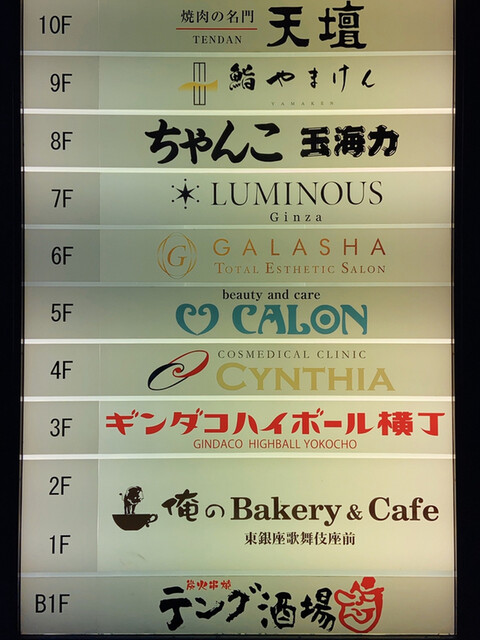 10F
焼肉の名門
TENDAN
天壇
9F
鮨 やまけん
YAMAKEN
8F
ちゃんこ 玉海力
7F
LUMINOUS
Ginza
6F
G
GALASHA
TOTAL ESTHETIC SALON
5F
beauty and care
CALON
4F
COSMEDICAL CLINIC
CYNTHIA
3F
ギンダコハイボール横丁
GINDACO HIGHBALL YOKOCHO
2F
1F
俺のBakery & Cafe
東銀座歌舞伎座前
B1F
炭火串焼
テング酒場